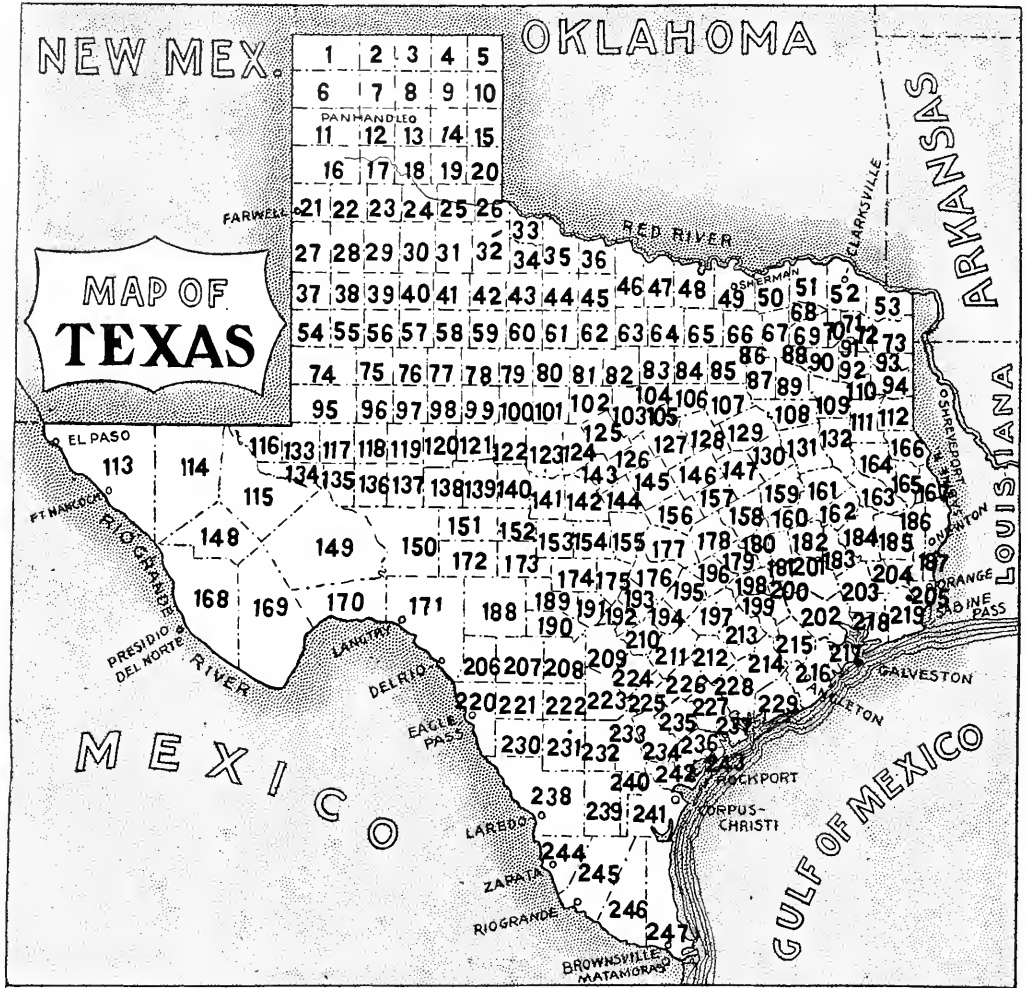 NEW MEX.
OKLAHOMA
ARKANSAS
LOUISIANA
MAP OF
TEXAS
1 2 3 4 5
6 7 8 9 10
PANHANDLE
11 12 13 14 15
16 17 18 19 20
CLARKSVILLE
FARWELL
21 22 23 24 25 26
RED RIVER
33
27 28 29 30 31 32 34 35 36
SHERMAN
37 38 39 40 41 42 43 44 45 46 47 48 49 50 51 52 53
68
54 55 56 57 58 59 60 61 62 63 64 65 66 67 69 70 71 72 73
86 88 91
74 75 76 77 78 79 80 81 82 83 84 85 87 89 90 92 93
104 106 110 94
SHREVEPORT
95 96 97 98 99 100 101 102 103 105 107 108 109 111 112
EL PASO
125 127 128 129 131 132 166
116 133 117 118 119 120 121 122 123 124 126 130
113 114 164
134 135 136 137 138 139 140 143 145 146 147 165
115 141 142 144 157 159 161 163 167
FT HANCOCK
RIO GRANDE
151 152 156 158 160 162 186
148 149 150 153 154 155 177 178 180 182 184 185
NEWTON
172 173 179 181 201 183 187
168 169 170 171 174 175 176 195 196 198 200 204
ORANGE
188 189 191 193 199 203 205
SABINE
PASS
190 192 194 197 202 218 219
PRESIDIO
DEL NORTE
RIVER
LANGTRY
210 213 215 217
DEL RIO
206 207 208 209 211 212 214 216
GALVESTON
224 226 228
ANGLETON
220 221 222 223 225 227 229
EAGLE
PASS
235 237
230 231 232 233 234 236 243
ROCKPORT
MEXICO
240 242
238 239 241
LAREDO
CORPUS-
CHRISTI
GULF OF MEXICO
244
ZAPATA
245
246
RIO GRANDE
247
BROWNSVILLE
MATAMORAS